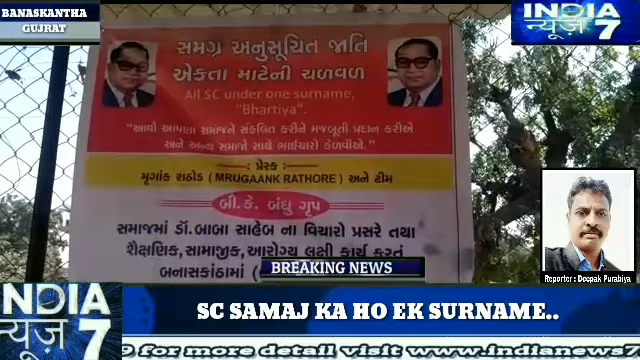 BANASKANTHA
GUJRAT
INDIA
न्यूज़ 7
સમગ્ર અનુસૂચિત જાતિ
એકતા માટેની ચળવળ
All SC under one surname,
"Bhartiya".
"આવો આપણા સમાજને સંકલિત કરીને મજબૂતી પ્રદાન કરીએ
અને અન્ય સમાજો સાથે ભાઈચારો કેળવીએ."
-: પ્રેરક :-
મૃગાંક રાઠોડ ( MRUGAANK RATHORE ) અને ટીમ
બી.કે. બંધુ ગૃપ
સમાજમાં ડૉ.બાબા સાહેબ ના વિચારો પ્રસરે તથા
શૈક્ષણિક,સામાજીક,આરોગ્ય લક્ષી કાર્ય કરતું
બનાસકાંઠામાં
Reporter : Deepak Purabiya
BREAKING NEWS
INDIA
न्यूज़ 7
SC SAMAJ KA HO EK SURNAME..
for more detail visit www.indianews7